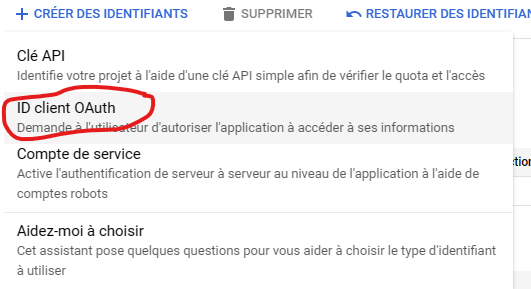 + CRÉER DES IDENTIFIANTS SUPPRIMER RESTAURER DES IDENTIFIAN
Clé API
Identifie votre projet à l'aide d'une clé API simple afin de vérifier le quota et l'accès
ID client OAuth
Demande à l'utilisateur d'autoriser l'application à accéder à ses informations
Compte de service
Active l'authentification de serveur à serveur au niveau de l'application à l'aide de
comptes robots
Aidez-moi à choisir
Cet assistant pose quelques questions pour vous aider à choisir le type d'identifiant
à utiliser